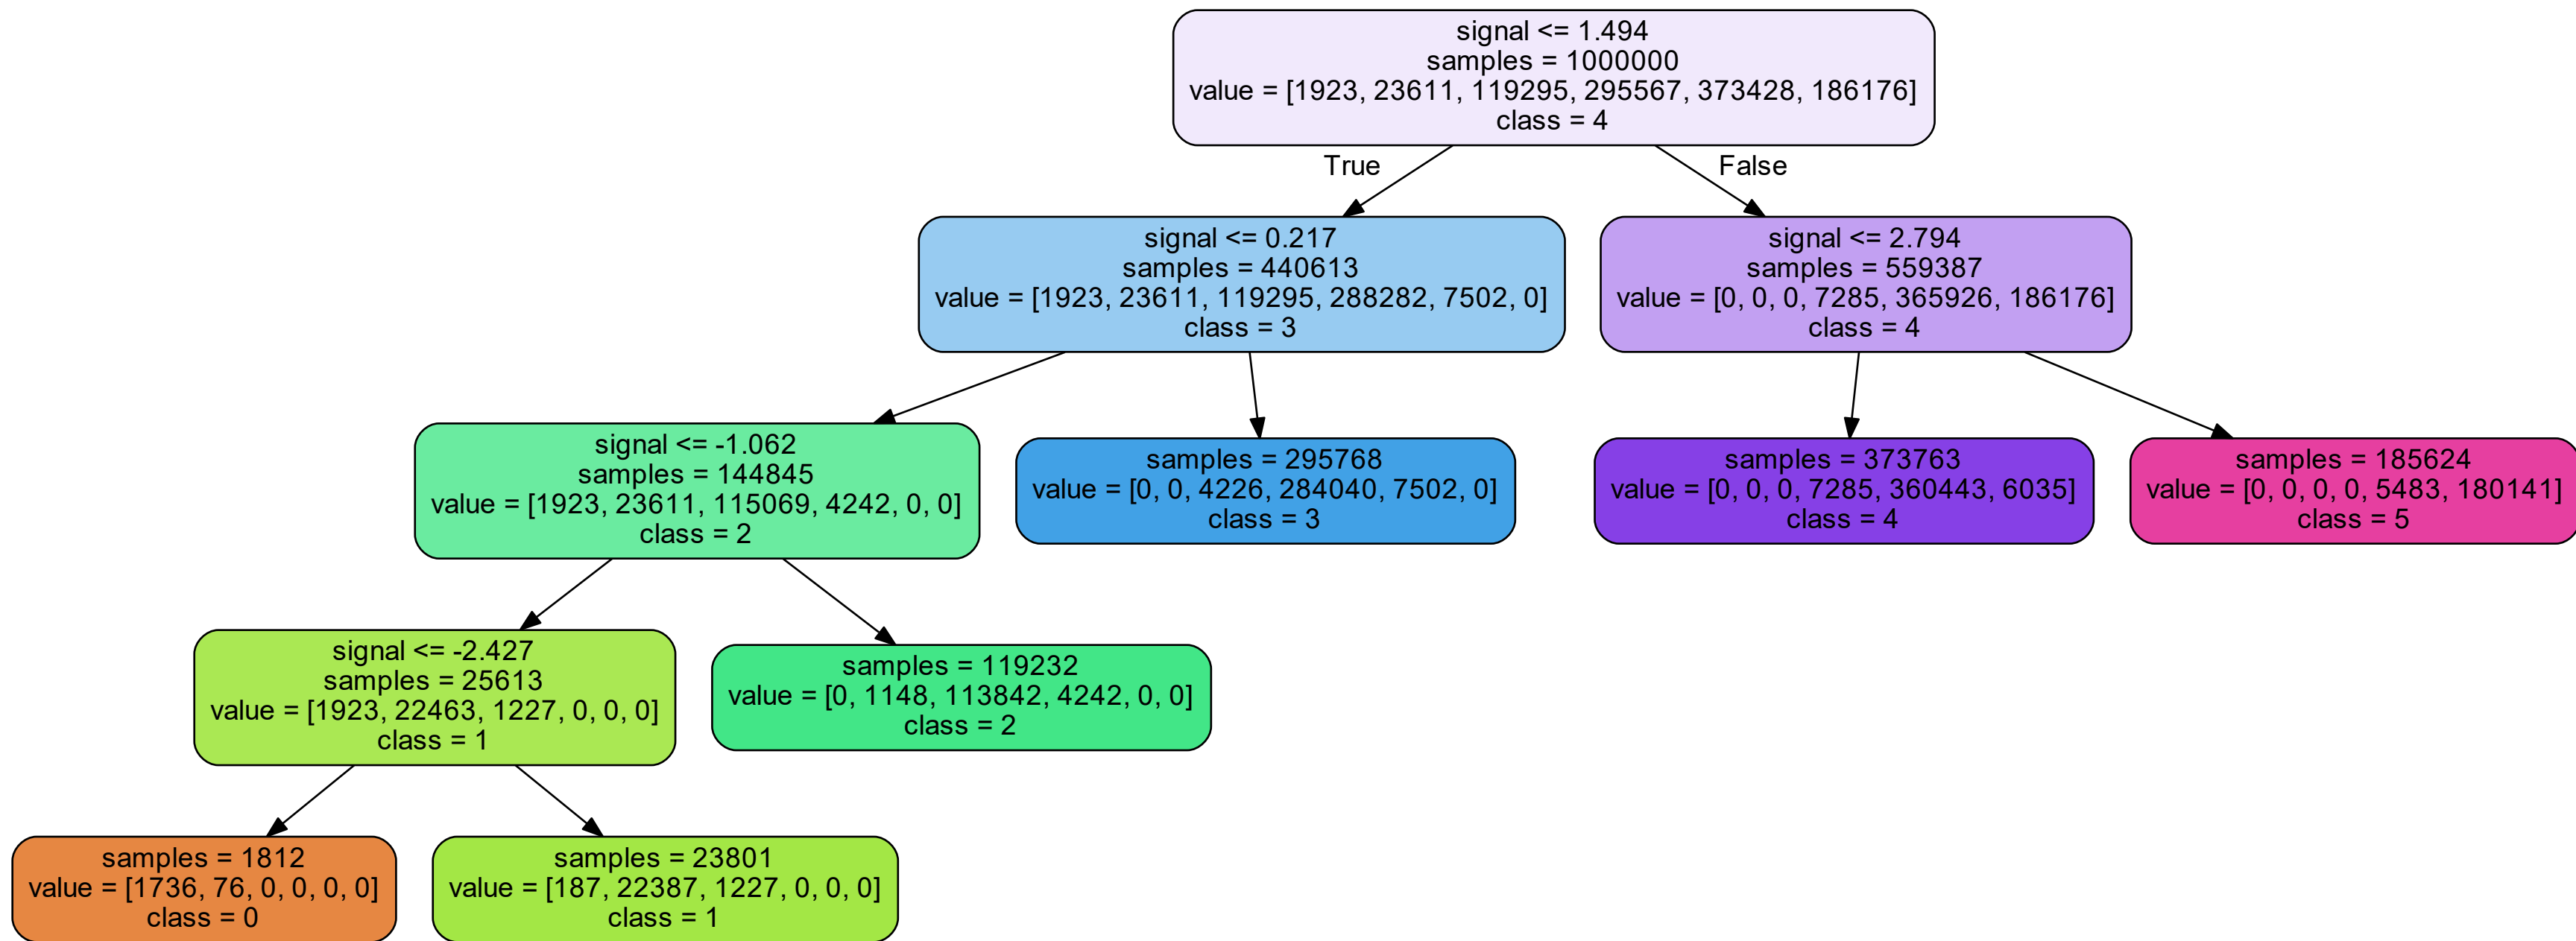 signal <= 1.494
samples = 1000000
value = [1923, 23611, 119295, 295567, 373428, 186176]
class = 4
True
False
signal <= 0.217
samples = 440613
value = [1923, 23611, 119295, 288282, 7502, 0]
class = 3
signal <= 2.794
samples = 559387
value = [0, 0, 0, 7285, 365926, 186176]
class = 4
signal <= -1.062
samples = 144845
value = [1923, 23611, 115069, 4242, 0, 0]
class = 2
samples = 295768
value = [0, 0, 4226, 284040, 7502, 0]
class = 3
samples = 373763
value = [0, 0, 0, 7285, 360443, 6035]
class = 4
samples = 185624
value = [0, 0, 0, 0, 5483, 180141]
class = 5
signal <= -2.427
samples = 25613
value = [1923, 22463, 1227, 0, 0, 0]
class = 1
samples = 119232
value = [0, 1148, 113842, 4242, 0, 0]
class = 2
samples = 1812
value = [1736, 76, 0, 0, 0, 0]
class = 0
samples = 23801
value = [187, 22387, 1227, 0, 0, 0]
class = 1